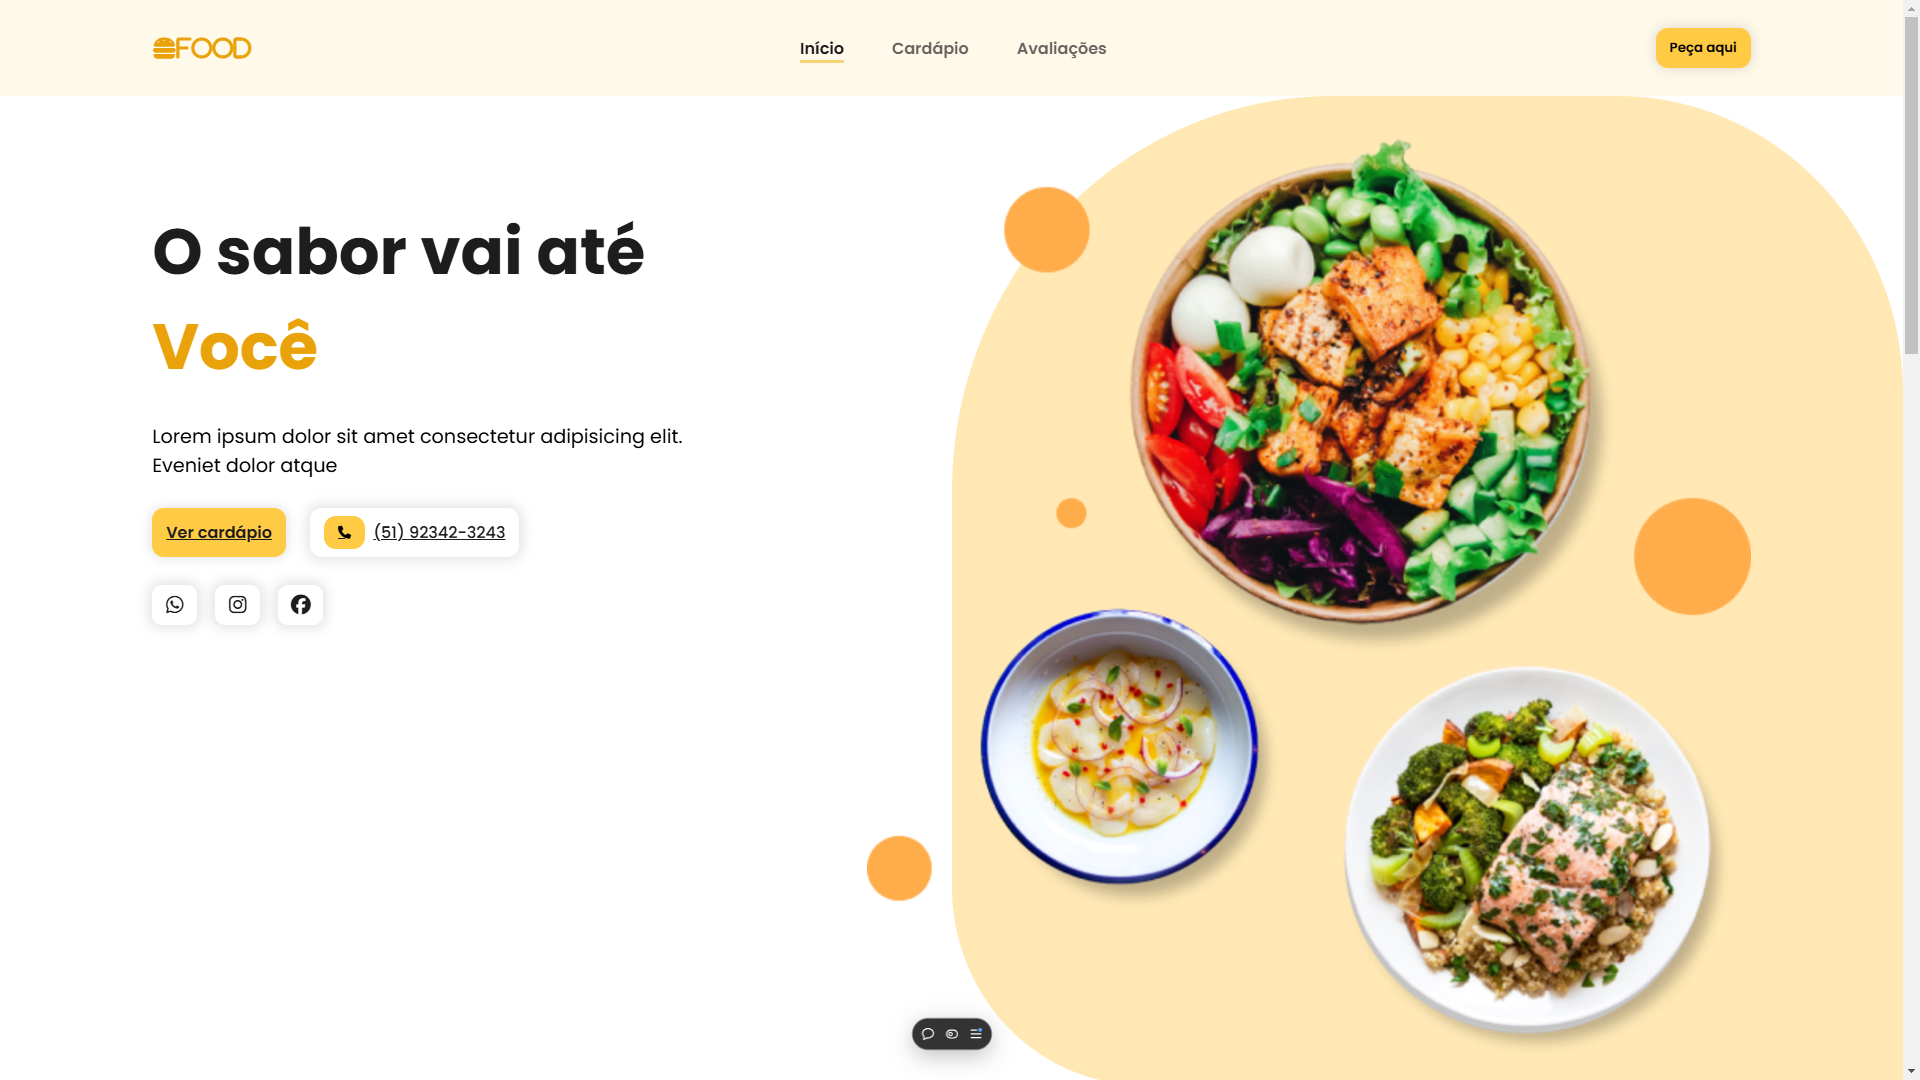 FOOD
Início
Cardápio
Avaliações
Peça aqui
O sabor vai até
Você
Lorem ipsum dolor sit amet consectetur adipisicing elit.
Eveniet dolor atque
Ver cardápio
(51) 92342-3243